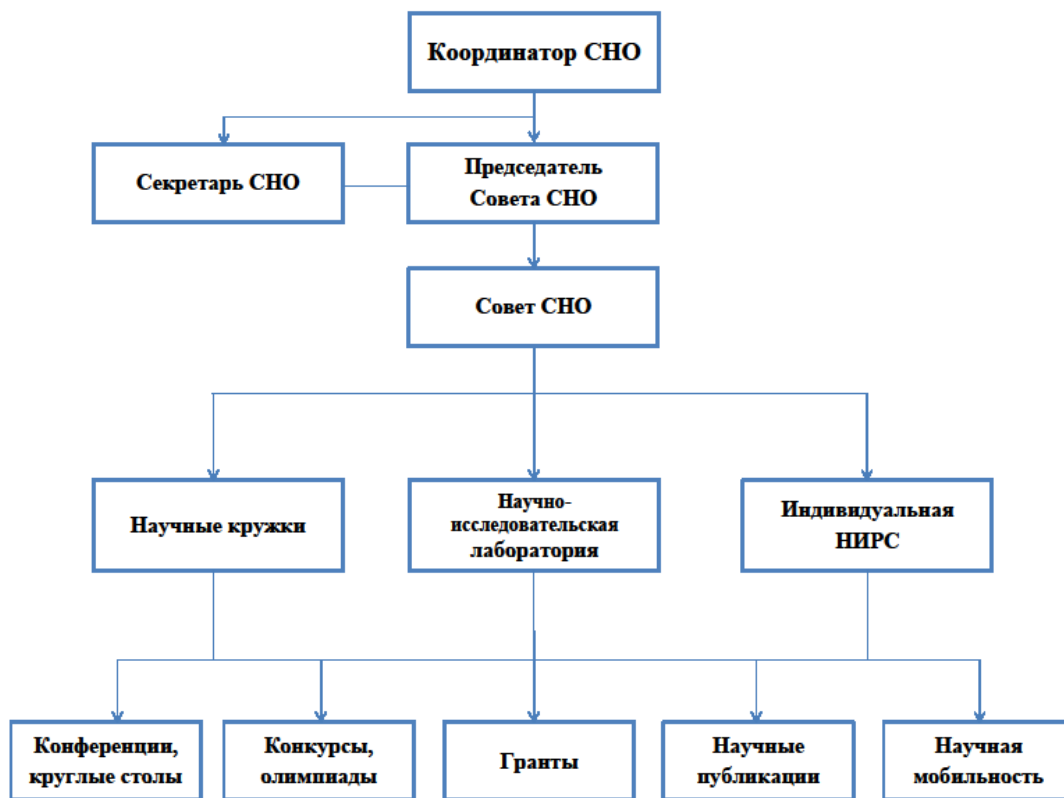 Координатор СНО
Секретарь СНО
Председатель
Совета СНО
Совет СНО
Научные кружки
Научно-
исследовательская
лаборатория
Индивидуальная
НИРС
Конференции,
круглые столы
Конкурсы,
олимпиады
Гранты
Научные
публикации
Научная
мобильность